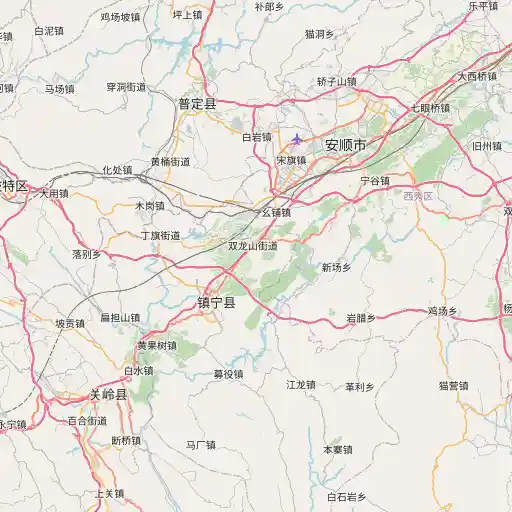 乐平镇
补郎乡
坪上镇
鸡场坡镇
白泥镇
猫洞乡
大西桥镇
轿子山镇
马场镇
穿洞街道
普定县
七眼桥镇
白岩镇
安顺市
旧州镇
宋旗镇
黄桶街道
化处镇
宁谷镇
特区
大用镇
西秀区
木岗镇
幺铺镇
双
丁旗街道
双龙山街道
落别乡
新场乡
镇宁县
鸡场乡
杨
扁担山镇
岩腊乡
坡贡镇
黄果树镇
白水镇
募役镇
江龙镇
革利乡
猫营镇
关岭县
百合街道
永宁镇
断桥镇
马厂镇
本寨镇
上关镇
白石岩乡